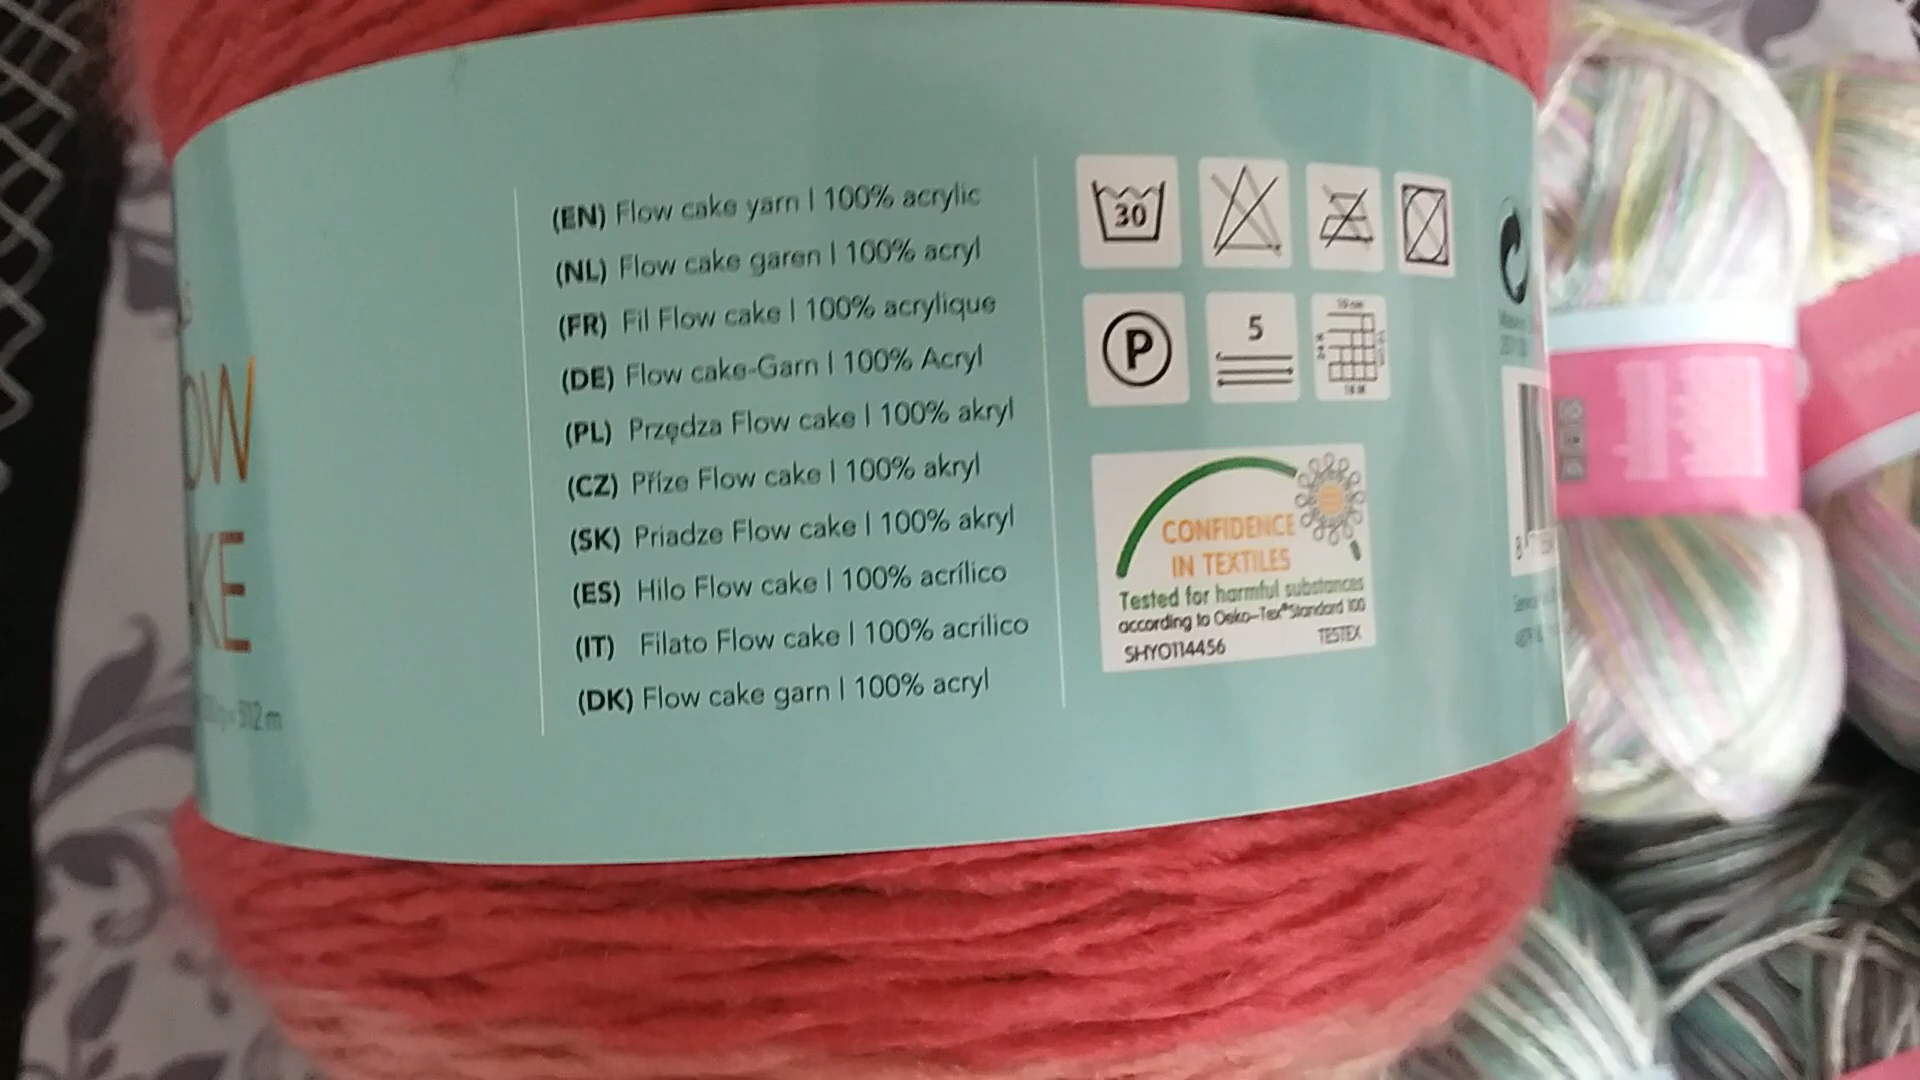 OW
KE
512 m
(EN) Flow cake yarn | 100% acrylic
(NL) Flow cake garen | 100% acryl
(FR) Fil Flow cake | 100% acrylique
(DE) Flow cake-Garn | 100% Acryl
(PL) Przędza Flow cake | 100% akryl
(CZ) Příze Flow cake | 100% akryl
(SK) Priadze Flow cake | 100% akryl
(ES) Hilo Flow cake | 100% acrílico
(IT) Filato Flow cake | 100% acrilico
(DK) Flow cake garn | 100% acryl
30
P
5
CONFIDENCE
IN TEXTILES
Tested for harmful substances
according to Oeko-Tex® Standard 100
SHYO114456 TESTEX
8